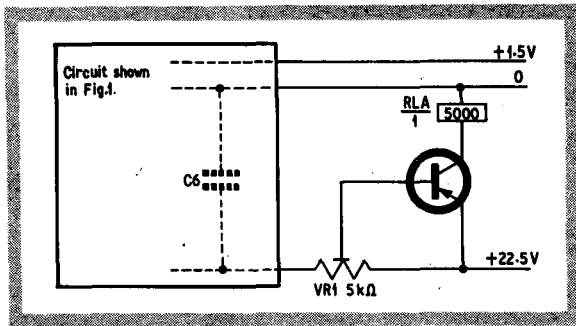 Circuit shown
in Fig.1.
+1.5V
0
RLA
1
5000
C6
VR1 5kΩ
+22.5V